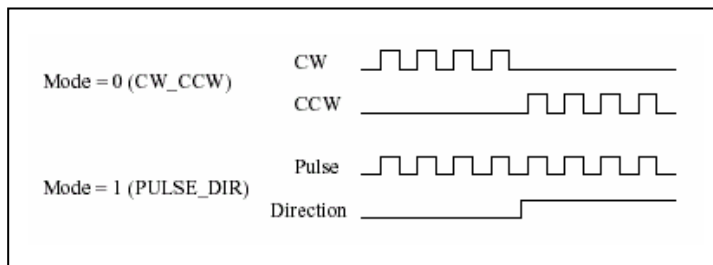 CW
Mode = 0 (CW_CCW)
CCW
Pulse
Mode = 1 (PULSE_DIR)
Direction